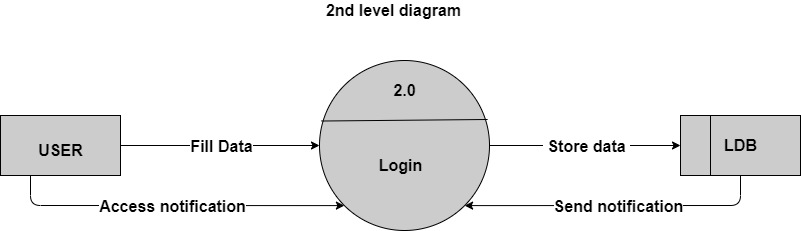 2nd level diagram
2.0
USER
Fill Data
Login
Store data
LDB
Access notification
Send notification